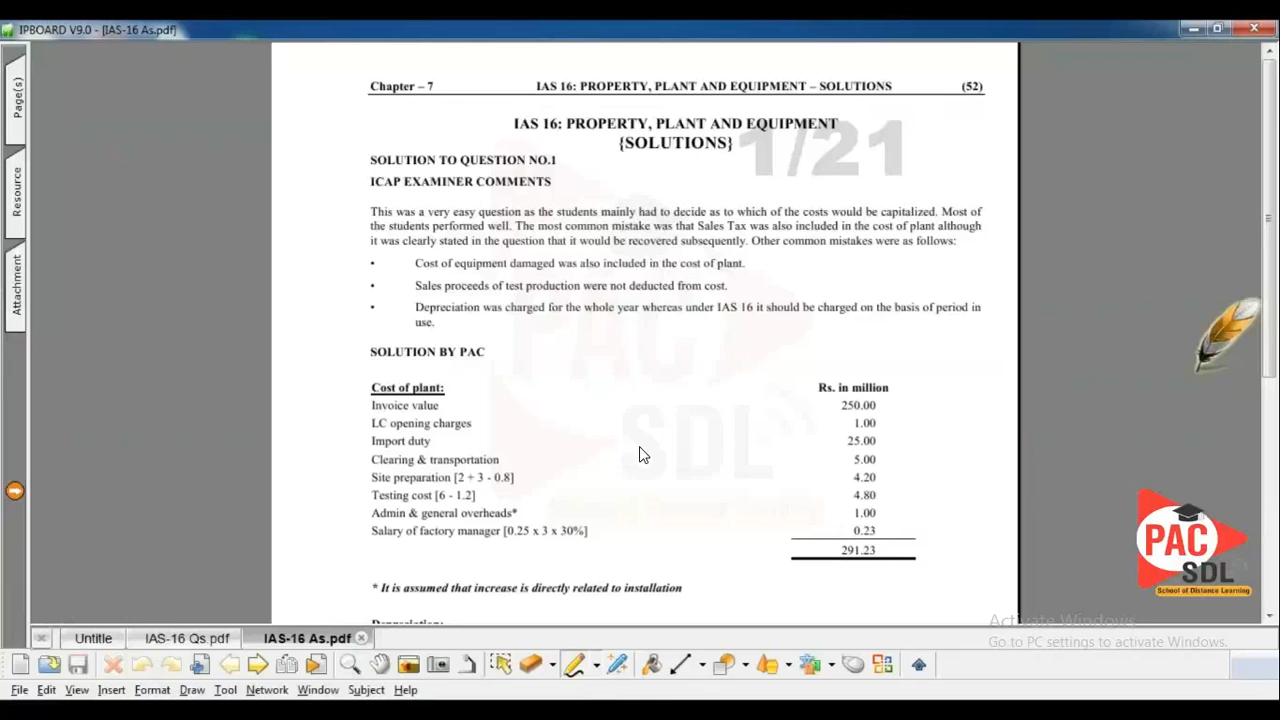 IPBOARD V9.0 - [IAS-16 As.pdf]
Page(s)
Resource
Attachment
Chapter – 7 IAS 16: PROPERTY, PLANT AND EQUIPMENT – SOLUTIONS (52)
IAS 16: PROPERTY, PLANT AND EQUIPMENT
{SOLUTIONS}
1/21
SOLUTION TO QUESTION NO.1
ICAP EXAMINER COMMENTS
This was a very easy question as the students mainly had to decide as to which of the costs would be capitalized. Most of
the students performed well. The most common mistake was that Sales Tax was also included in the cost of plant although
it was clearly stated in the question that it would be recovered subsequently. Other common mistakes were as follows:
• Cost of equipment damaged was also included in the cost of plant.
• Sales proceeds of test production were not deducted from cost.
• Depreciation was charged for the whole year whereas under IAS 16 it should be charged on the basis of period in
use.
SOLUTION BY PAC
Cost of plant: Rs. in million
Invoice value 250.00
LC opening charges 1.00
Import duty 25.00
Clearing & transportation 5.00
Site preparation [2 + 3 - 0.8] 4.20
Testing cost [6 - 1.2] 4.80
Admin & general overheads* 1.00
Salary of factory manager [0.25 x 3 x 30%] 0.23
291.23
* It is assumed that increase is directly related to installation
Depreciation:
PAC
SDL
School of Distance Learning
PAC
SDL
School of Distance Learning
Activate Windows
Go to PC settings to activate Windows.
Untitle IAS-16 Qs.pdf IAS-16 As.pdf
File Edit View Insert Format Draw Tool Network Window Subject Help